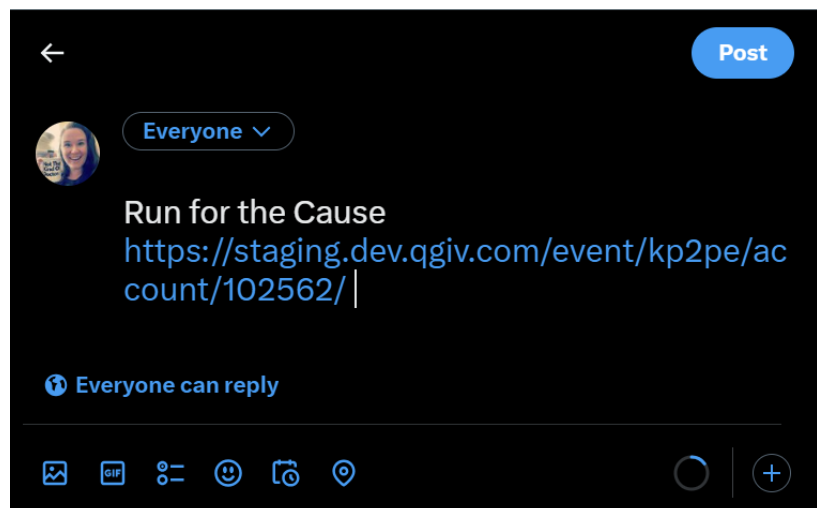 Post
Everyone
Run for the Cause
https://staging.dev.qgiv.com/event/kp2pe/ac
count/102562/
Everyone can reply
GIF